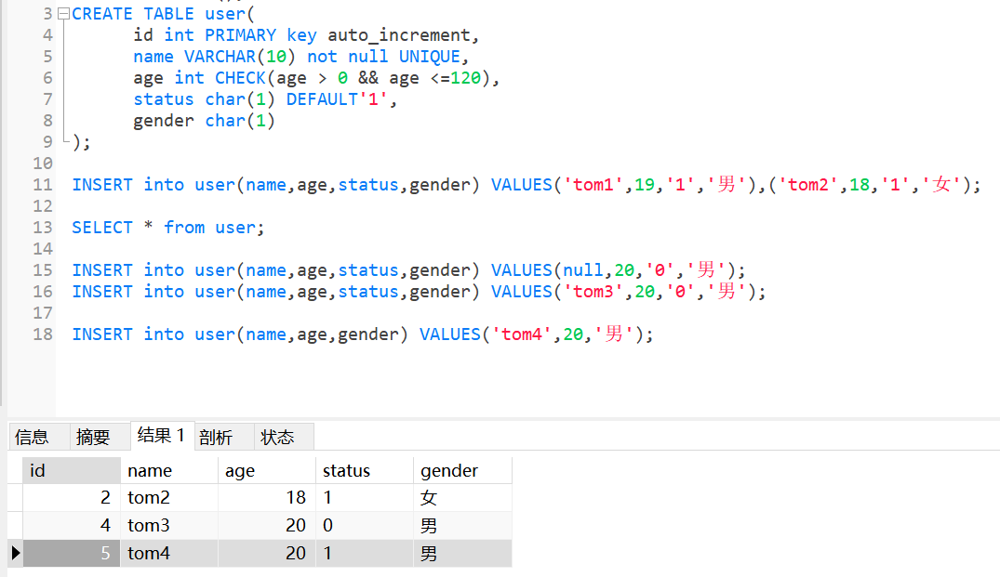 3 CREATE TABLE user(
4 id int PRIMARY key auto_increment,
5 name VARCHAR(10) not null UNIQUE,
6 age int CHECK(age > 0 && age <=120),
7 status char(1) DEFAULT'1',
8 gender char(1)
9 );
10
11 INSERT into user(name,age,status,gender) VALUES('tom1',19,'1','男'),('tom2',18,'1','女');
12
13 SELECT * from user;
14
15 INSERT into user(name,age,status,gender) VALUES(null,20,'0','男');
16 INSERT into user(name,age,status,gender) VALUES('tom3',20,'0','男');
17
18 INSERT into user(name,age,gender) VALUES('tom4',20,'男');
信息 摘要 结果 1 剖析 状态
id name age status gender
2 tom2 18 1 女
4 tom3 20 0 男
5 tom4 20 1 男